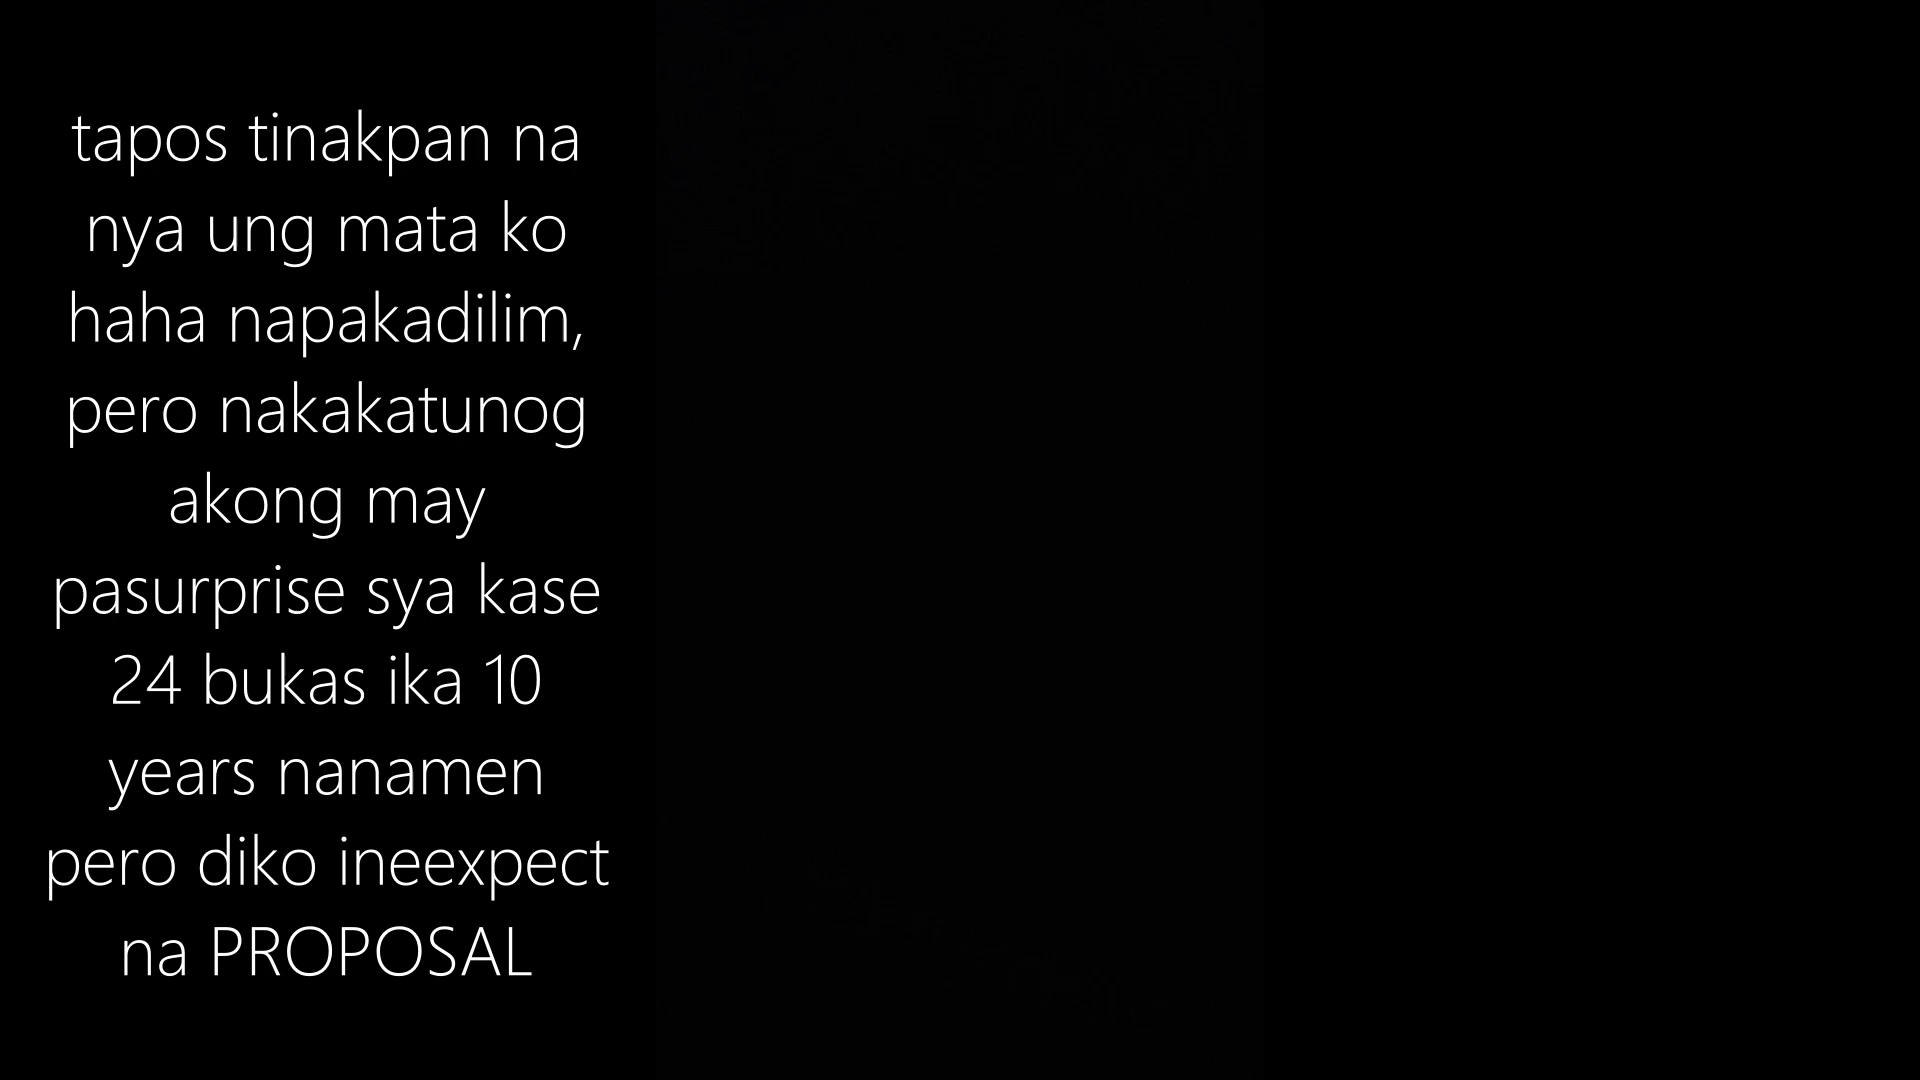 tapos tinakpan na
nya ung mata ko
haha napakadilim,
pero nakakatunog
akong may
pasurprise sya kase
24 bukas ika 10
years nanamen
pero diko ineexpect
na PROPOSAL